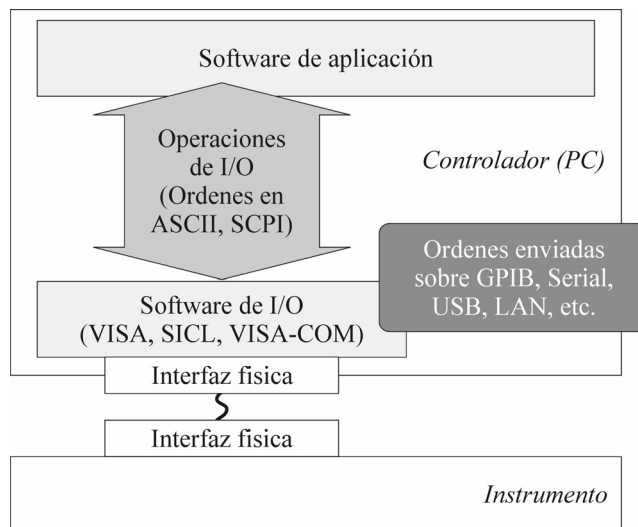 Software de aplicación
Operaciones
de I/O
(Ordenes en
ASCII, SCPI)
Controlador (PC)
Ordenes enviadas
sobre GPIB, Serial,
USB, LAN, etc.
Software de I/O
(VISA, SICL, VISA-COM)
Interfaz fisica
Interfaz fisica
Instrumento